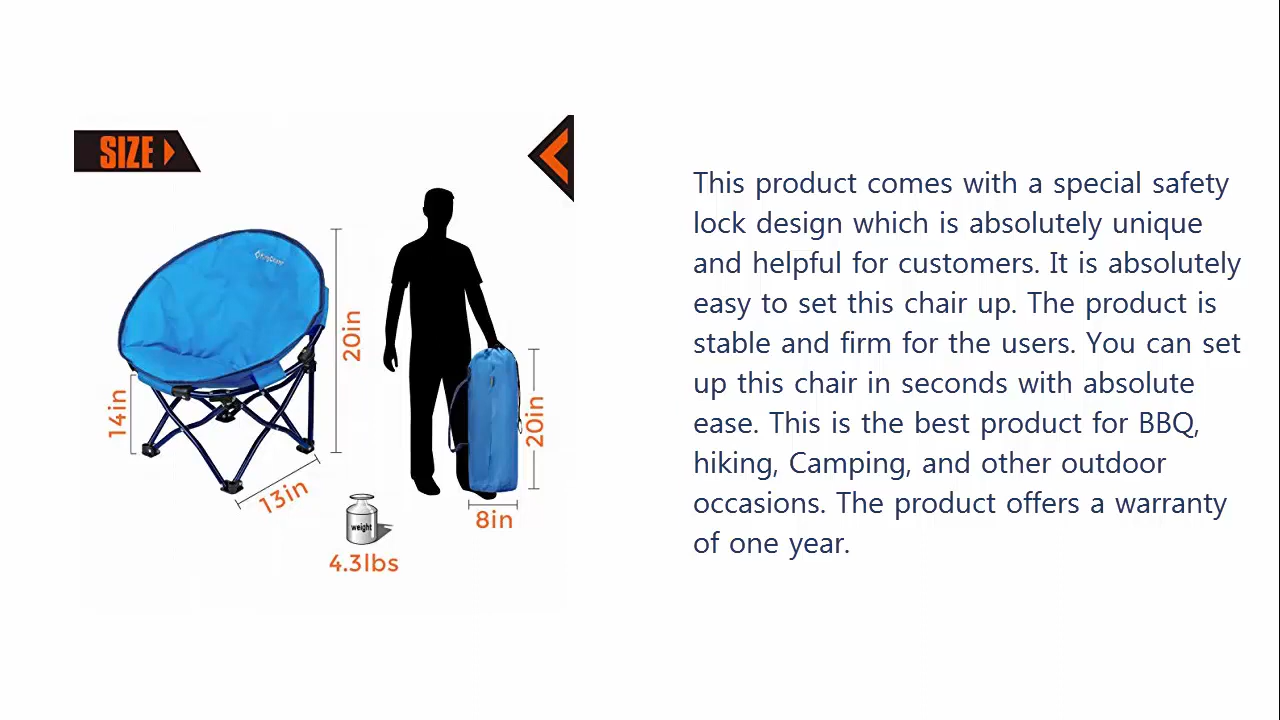 SIZE
KingCamp
20in
14in
13in
20in
8in
weight
4.3lbs
This product comes with a special safety
lock design which is absolutely unique
and helpful for customers. It is absolutely
easy to set this chair up. The product is
stable and firm for the users. You can set
up this chair in seconds with absolute
ease. This is the best product for BBQ,
hiking, Camping, and other outdoor
occasions. The product offers a warranty
of one year.